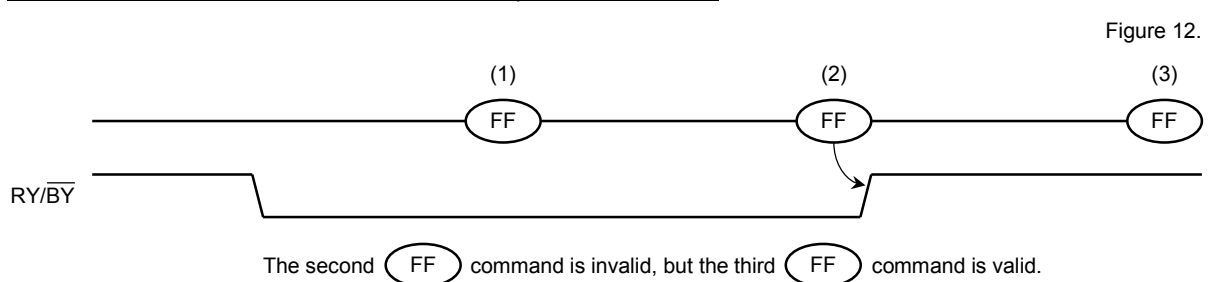 Figure 12.
(1) (2) (3)
FF FF FF
RY/B̅Y̅
The second FF command is invalid, but the third FF command is valid.